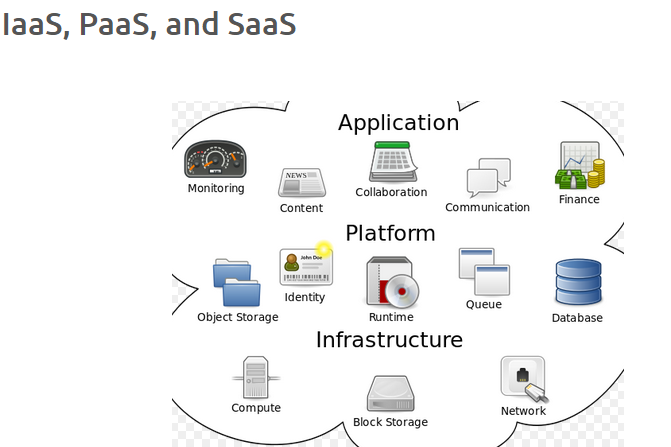 IaaS, PaaS, and SaaS
Application
Monitoring
NEWS
Content
Collaboration
Communication
Finance
Platform
Object Storage
John Doe
Identity
Runtime
Queue
Database
Infrastructure
Compute
Block Storage
Network